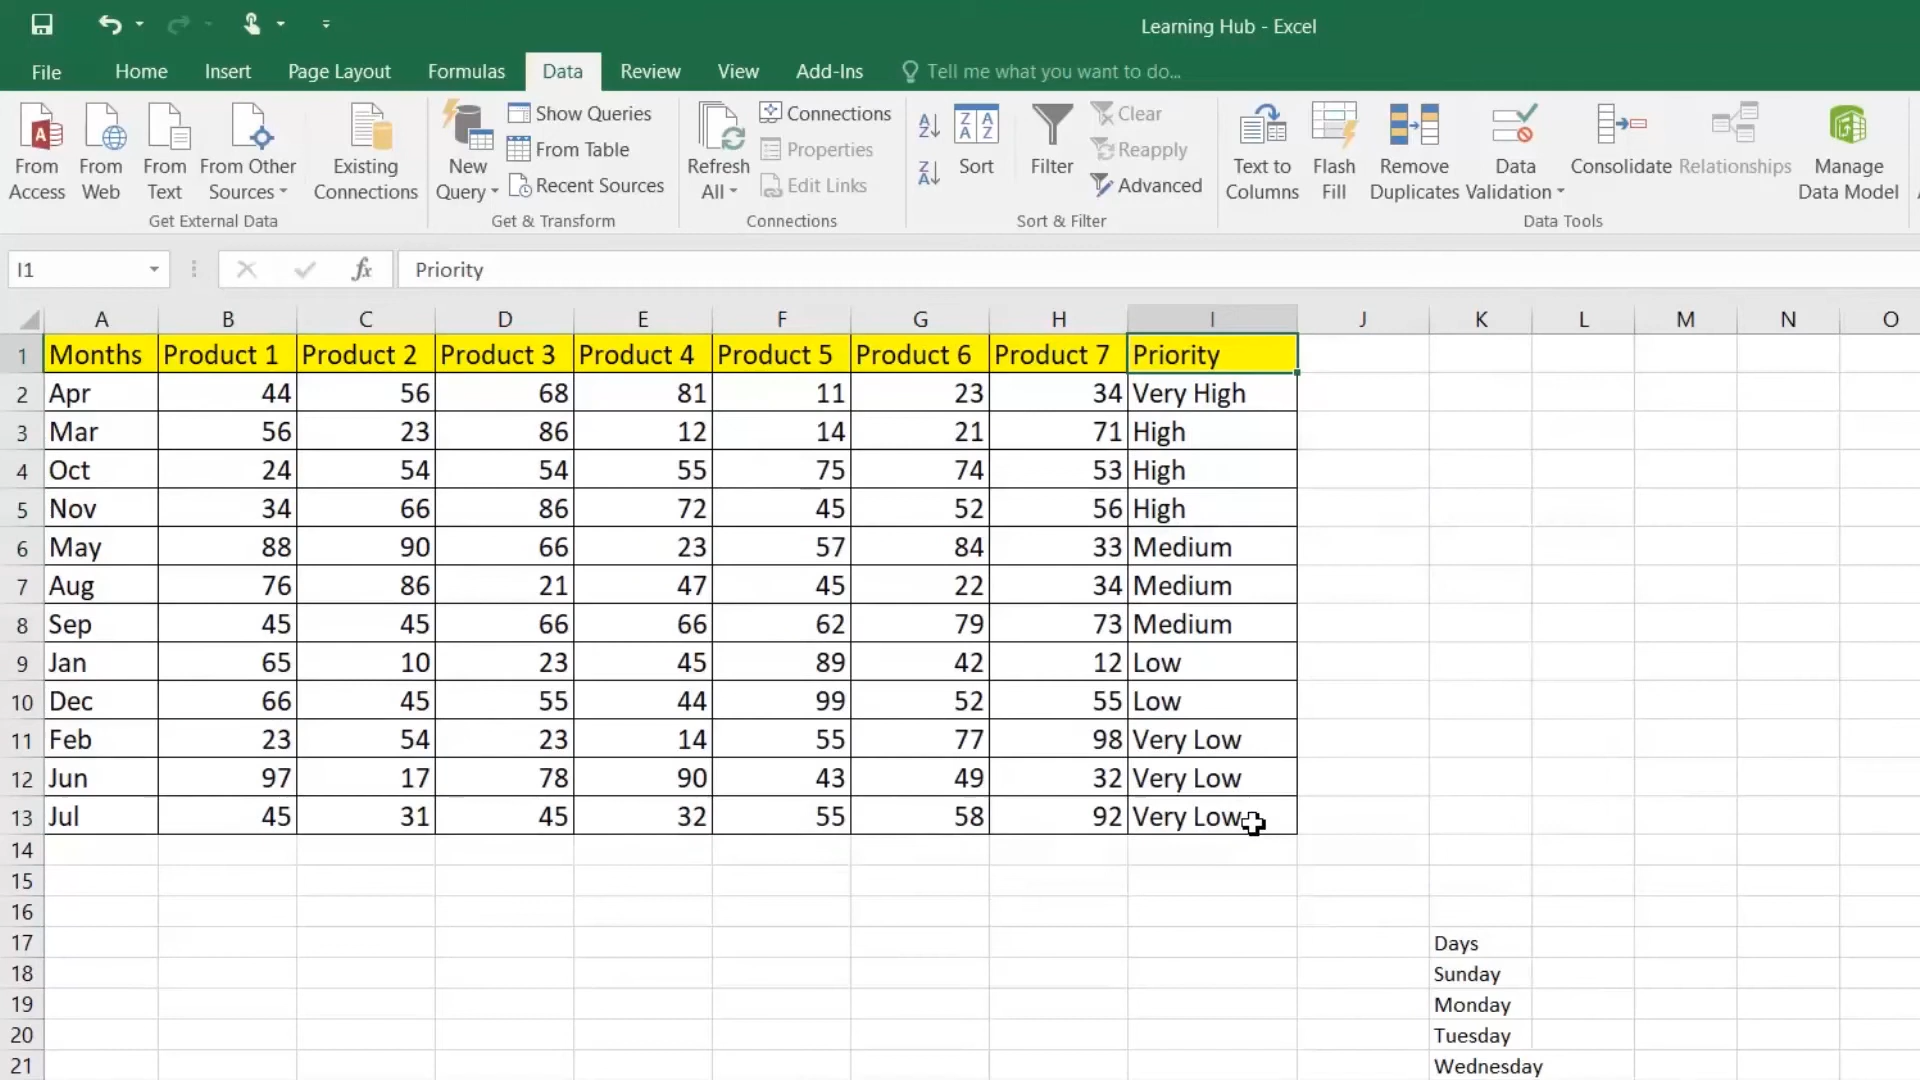 Learning Hub - Excel
File Home Insert Page Layout Formulas Data Review View Add-Ins Tell me what you want to do...
From Access
From Web
From Text
From Other Sources
Existing Connections
Get External Data
New Query
Show Queries
From Table
Recent Sources
Get & Transform
Refresh All
Connections
Properties
Edit Links
Connections
Sort
Filter
Clear
Reapply
Advanced
Sort & Filter
Text to Columns
Flash Fill
Remove Duplicates
Data Validation
Consolidate
Relationships
Manage Data Model
Data Tools
I1 fx Priority
A B C D E F G H I J K L M N O
1 Months Product 1 Product 2 Product 3 Product 4 Product 5 Product 6 Product 7 Priority
2 Apr 44 56 68 81 11 23 34 Very High
3 Mar 56 23 86 12 14 21 71 High
4 Oct 24 54 54 55 75 74 53 High
5 Nov 34 66 86 72 45 52 56 High
6 May 88 90 66 23 57 84 33 Medium
7 Aug 76 86 21 47 45 22 34 Medium
8 Sep 45 45 66 66 62 79 73 Medium
9 Jan 65 10 23 45 89 42 12 Low
10 Dec 66 45 55 44 99 52 55 Low
11 Feb 23 54 23 14 55 77 98 Very Low
12 Jun 97 17 78 90 43 49 32 Very Low
13 Jul 45 31 45 32 55 58 92 Very Low
14
15
16
17 Days
18 Sunday
19 Monday
20 Tuesday
21 Wednesday